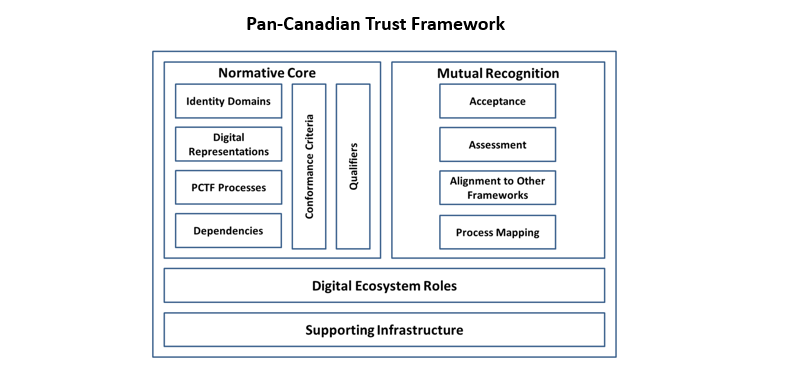 Pan-Canadian Trust Framework
Normative Core
Identity Domains
Digital
Representations
PCTF Processes
Dependencies
Conformance Criteria
Qualifiers
Mutual Recognition
Acceptance
Assessment
Alignment to Other
Frameworks
Process Mapping
Digital Ecosystem Roles
Supporting Infrastructure